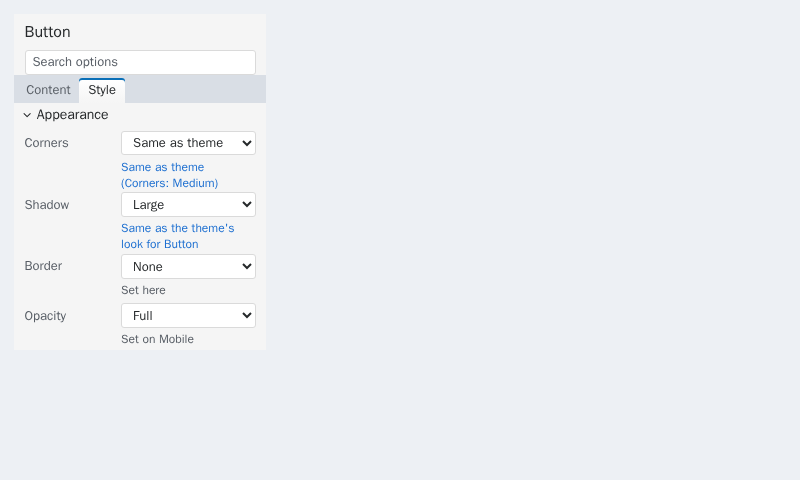 Button
Search options
Content Style
Appearance
Corners Same as theme
Same as theme
(Corners: Medium)
Shadow Large
Same as the theme's
look for Button
Border None
Set here
Opacity Full
Set on Mobile